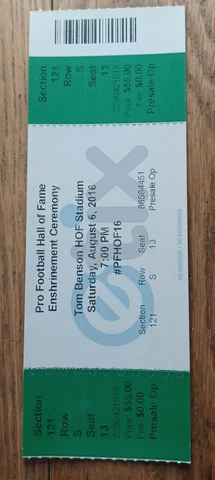 Section 121
Row S
Seat 13
7290421013
Price $55.00
Fee $0.00
Presale Op
Pro Football Hall of Fame
Enshrinement Ceremony
Tom Benson HOF Stadium
Saturday, August 6, 2016
7:00 PM
#PFHOF16
Section Row Seat
121 S 13
Presale Op
Section 121
Row S
Seat 13
7290421013
Price $55.00
Fee $0.00
Presale Op